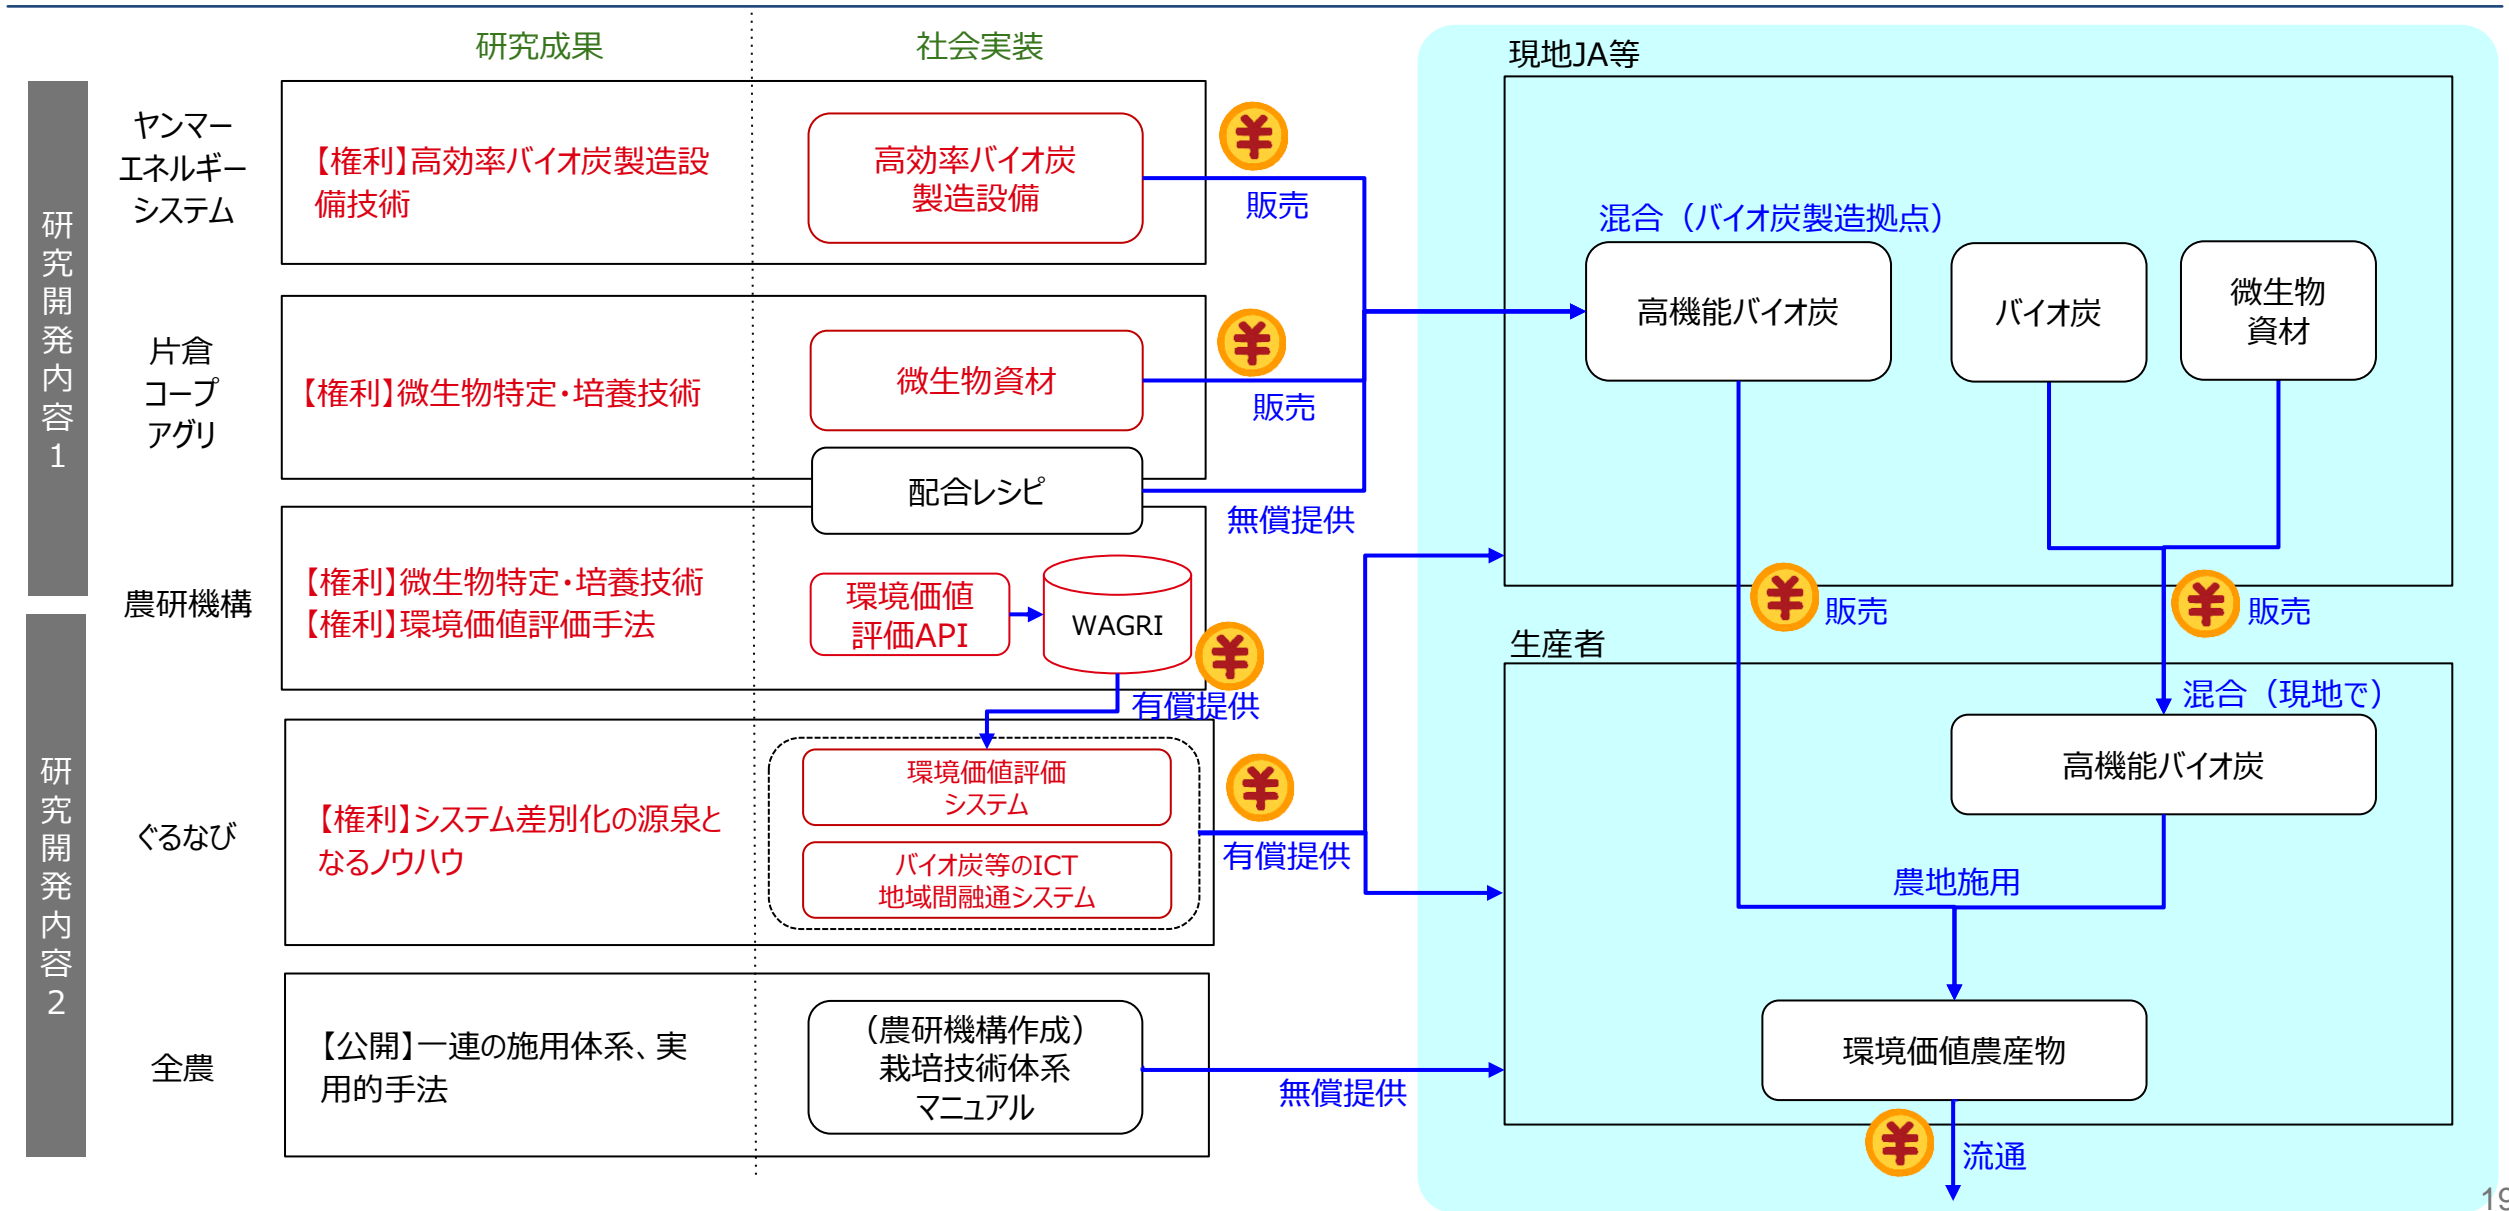 研究成果
社会実装
現地JA等
研究開発内容1
ヤンマー
エネルギー
システム
【権利】高効率バイオ炭製造設
備技術
高効率バイオ炭
製造設備
販売
片倉
コープ
アグリ
【権利】微生物特定・培養技術
微生物資材
販売
配合レシピ
無償提供
農研機構
【権利】微生物特定・培養技術
【権利】環境価値評価手法
環境価値
評価API
WAGRI
有償提供
研究開発内容2
ぐるなび
【権利】システム差別化の源泉と
なるノウハウ
環境価値評価
システム
バイオ炭等のICT
地域間融通システム
有償提供
全農
【公開】一連の施用体系、実
用的手法
（農研機構作成）
栽培技術体系
マニュアル
無償提供
混合（バイオ炭製造拠点）
高機能バイオ炭
バイオ炭
微生物
資材
販売
販売
生産者
混合（現地で）
高機能バイオ炭
農地施用
環境価値農産物
流通
19